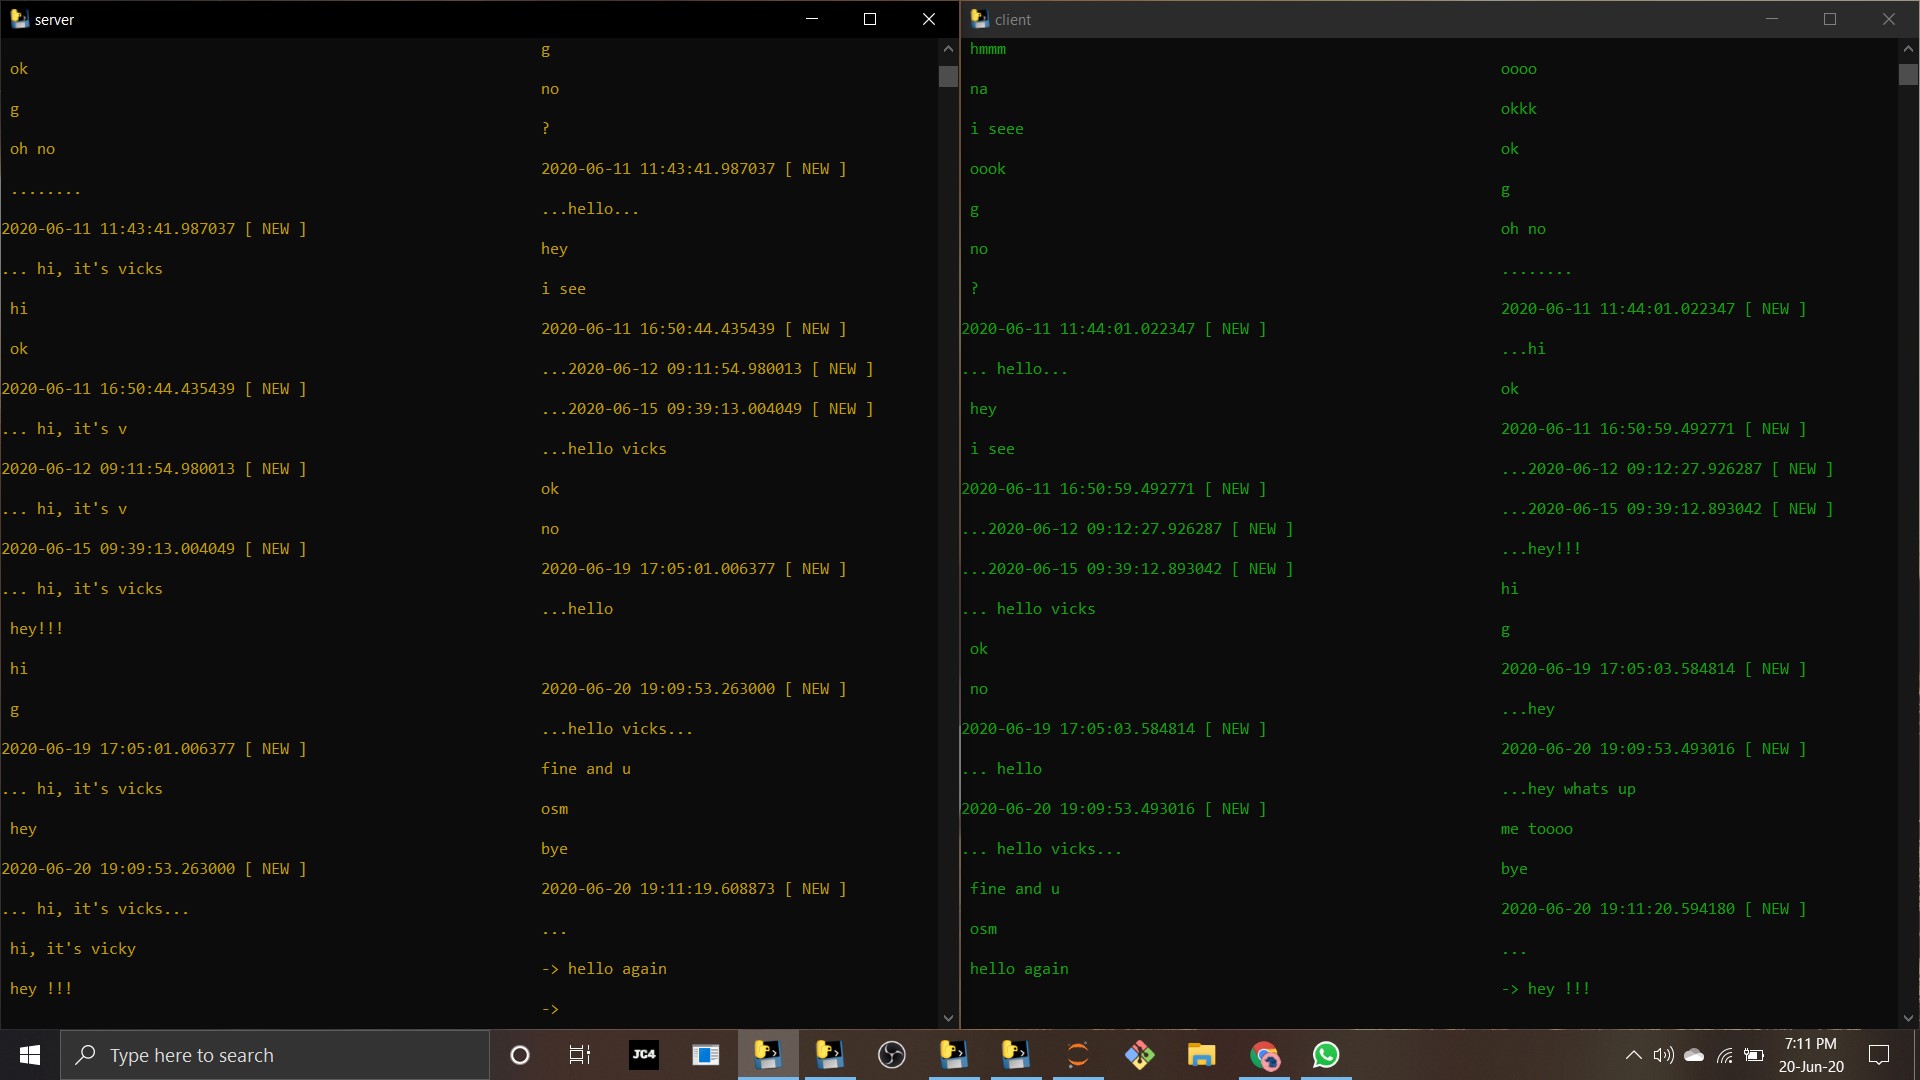 server
ok
g
oh no
........
2020-06-11 11:43:41.987037 [ NEW ]
... hi, it's vicks
hi
ok
2020-06-11 16:50:44.435439 [ NEW ]
... hi, it's v
2020-06-12 09:11:54.980013 [ NEW ]
... hi, it's v
2020-06-15 09:39:13.004049 [ NEW ]
... hi, it's vicks
hey!!!
hi
g
2020-06-19 17:05:01.006377 [ NEW ]
... hi, it's vicks
hey
2020-06-20 19:09:53.263000 [ NEW ]
... hi, it's vicks...
hi, it's vicky
hey !!!
g
no
?
2020-06-11 11:43:41.987037 [ NEW ]
...hello...
hey
i see
2020-06-11 16:50:44.435439 [ NEW ]
...2020-06-12 09:11:54.980013 [ NEW ]
...2020-06-15 09:39:13.004049 [ NEW ]
...hello vicks
ok
no
2020-06-19 17:05:01.006377 [ NEW ]
...hello
2020-06-20 19:09:53.263000 [ NEW ]
...hello vicks...
fine and u
osm
bye
2020-06-20 19:11:19.608873 [ NEW ]
...
-> hello again
->
client
hmmm
na
i seee
oook
g
no
?
2020-06-11 11:44:01.022347 [ NEW ]
... hello...
hey
i see
2020-06-11 16:50:59.492771 [ NEW ]
...2020-06-12 09:12:27.926287 [ NEW ]
...2020-06-15 09:39:12.893042 [ NEW ]
... hello vicks
ok
no
2020-06-19 17:05:03.584814 [ NEW ]
... hello
2020-06-20 19:09:53.493016 [ NEW ]
... hello vicks...
fine and u
osm
hello again
oooo
okkk
ok
g
oh no
........
2020-06-11 11:44:01.022347 [ NEW ]
...hi
ok
2020-06-11 16:50:59.492771 [ NEW ]
...2020-06-12 09:12:27.926287 [ NEW ]
...2020-06-15 09:39:12.893042 [ NEW ]
...hey!!!
hi
g
2020-06-19 17:05:03.584814 [ NEW ]
...hey
2020-06-20 19:09:53.493016 [ NEW ]
...hey whats up
me toooo
bye
2020-06-20 19:11:20.594180 [ NEW ]
...
-> hey !!!
Type here to search
JC4
7:11 PM
20-Jun-20